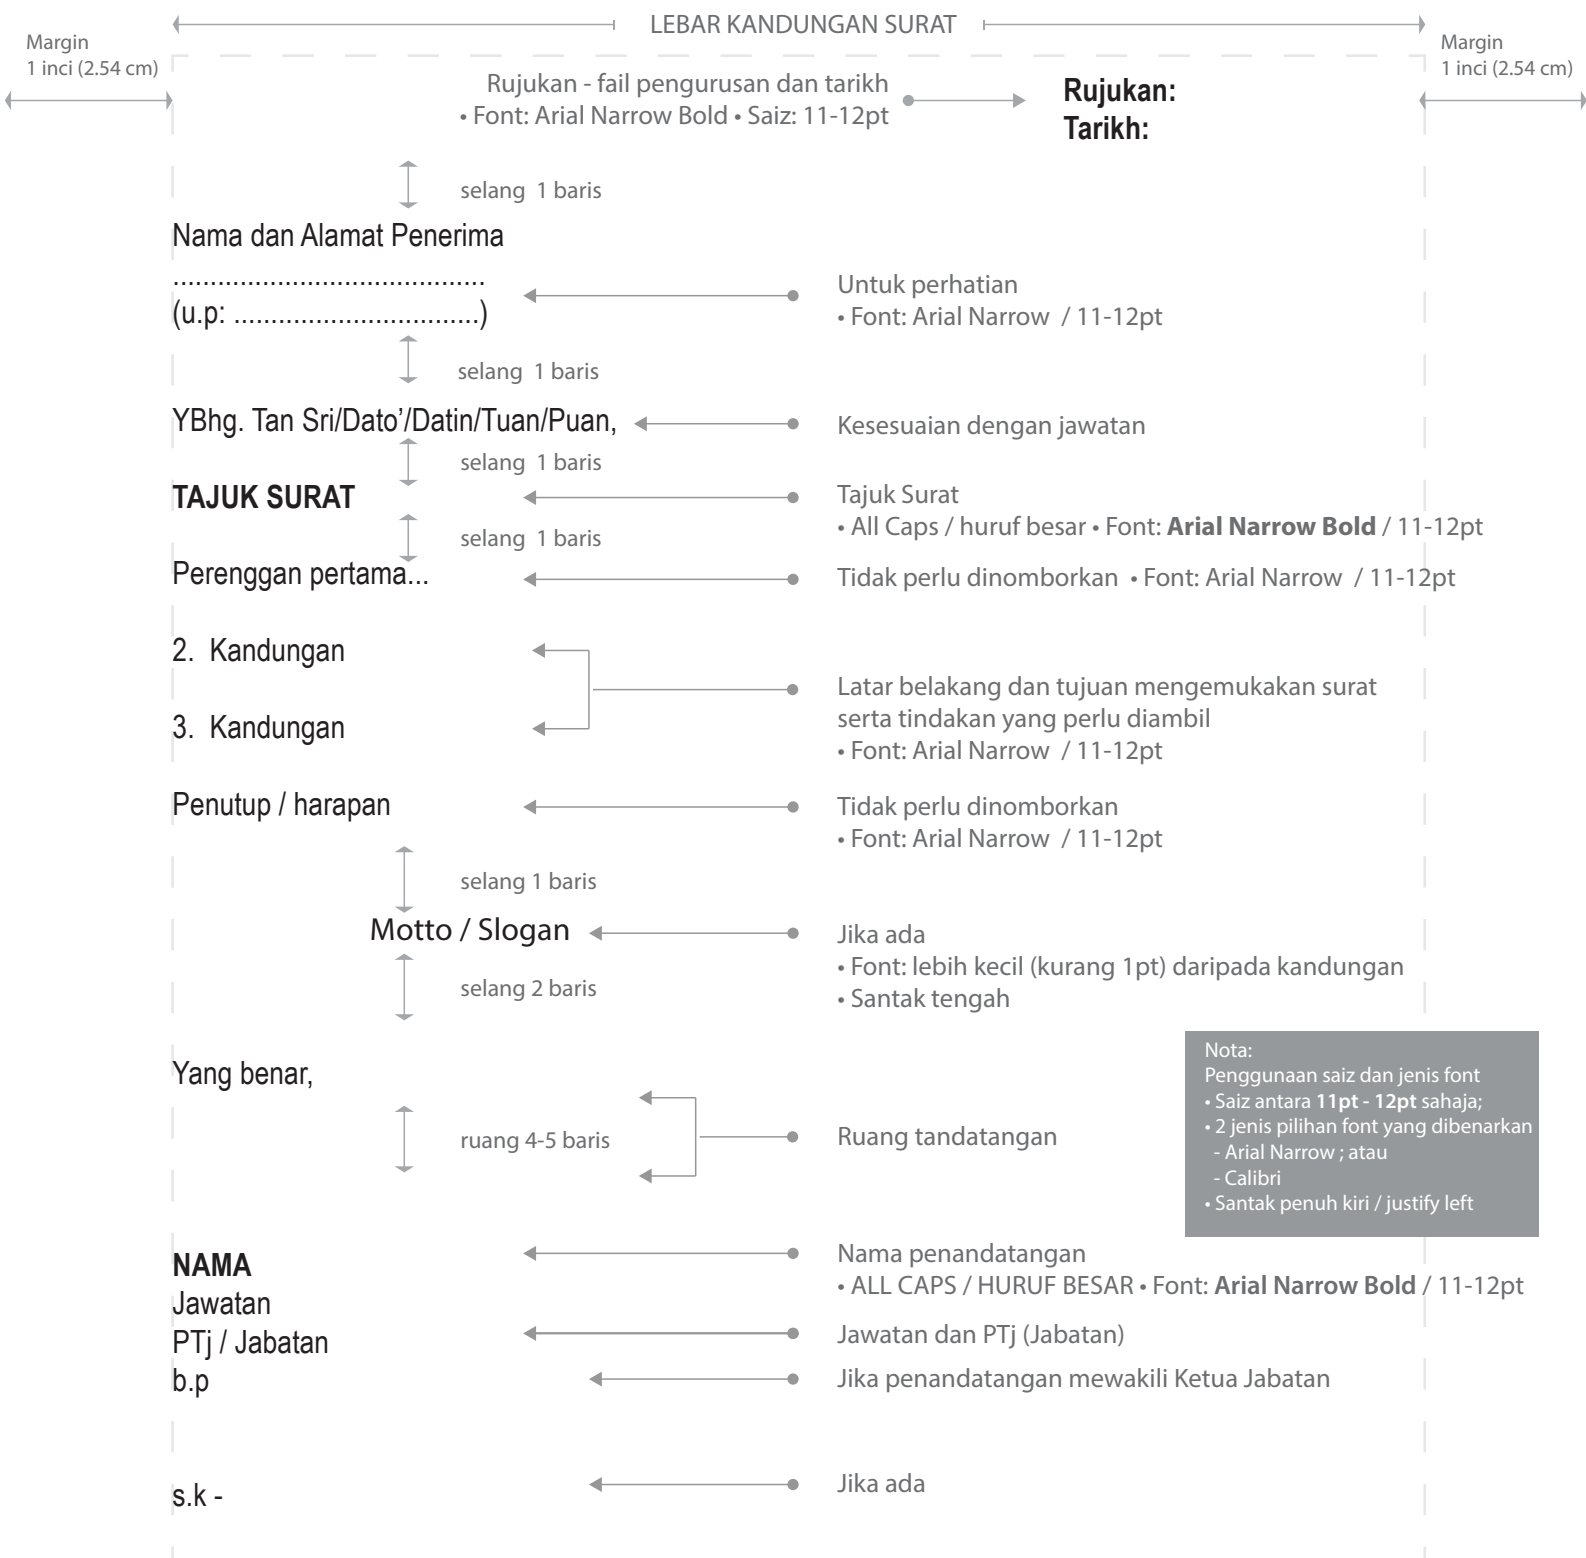 LEBAR KANDUNGAN SURAT
Margin
1 inci (2.54 cm)
Margin
1 inci (2.54 cm)
Rujukan - fail pengurusan dan tarikh
• Font: Arial Narrow Bold • Saiz: 11-12pt
Rujukan:
Tarikh:
selang 1 baris
Nama dan Alamat Penerima
..........................................
(u.p: .................................)
Untuk perhatian
• Font: Arial Narrow / 11-12pt
selang 1 baris
YBhg. Tan Sri/Dato’/Datin/Tuan/Puan,
Kesesuaian dengan jawatan
selang 1 baris
TAJUK SURAT
Tajuk Surat
• All Caps / huruf besar • Font: Arial Narrow Bold / 11-12pt
selang 1 baris
Perenggan pertama...
Tidak perlu dinomborkan • Font: Arial Narrow / 11-12pt
2. Kandungan
3. Kandungan
Latar belakang dan tujuan mengemukakan surat
serta tindakan yang perlu diambil
• Font: Arial Narrow / 11-12pt
Penutup / harapan
Tidak perlu dinomborkan
• Font: Arial Narrow / 11-12pt
selang 1 baris
Motto / Slogan
Jika ada
• Font: lebih kecil (kurang 1pt) daripada kandungan
• Santak tengah
selang 2 baris
Yang benar,
ruang 4-5 baris
Ruang tandatangan
Nota:
Penggunaan saiz dan jenis font
• Saiz antara 11pt - 12pt sahaja;
• 2 jenis pilihan font yang dibenarkan
- Arial Narrow ; atau
- Calibri
• Santak penuh kiri / justify left
NAMA
Nama penandatangan
• ALL CAPS / HURUF BESAR • Font: Arial Narrow Bold / 11-12pt
Jawatan
PTj / Jabatan
Jawatan dan PTj (Jabatan)
b.p
Jika penandatangan mewakili Ketua Jabatan
s.k -
Jika ada